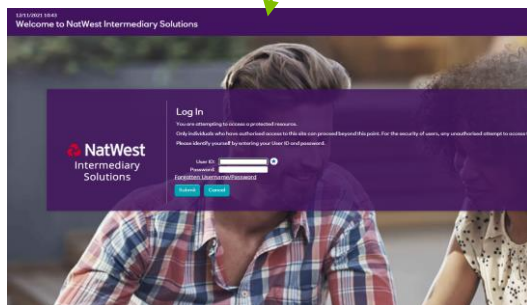 12/11/2021 10:43
Welcome to NatWest Intermediary Solutions
Log In
You are attempting to access a protected resource.
Only individuals who have authorised access to this site can proceed beyond this point. For the security of users, any unauthorised attempt to access
Please identify yourself by entering your User ID and password.
NatWest
Intermediary
Solutions
User ID:
Password:
Forgotten Username/Password
Submit Cancel